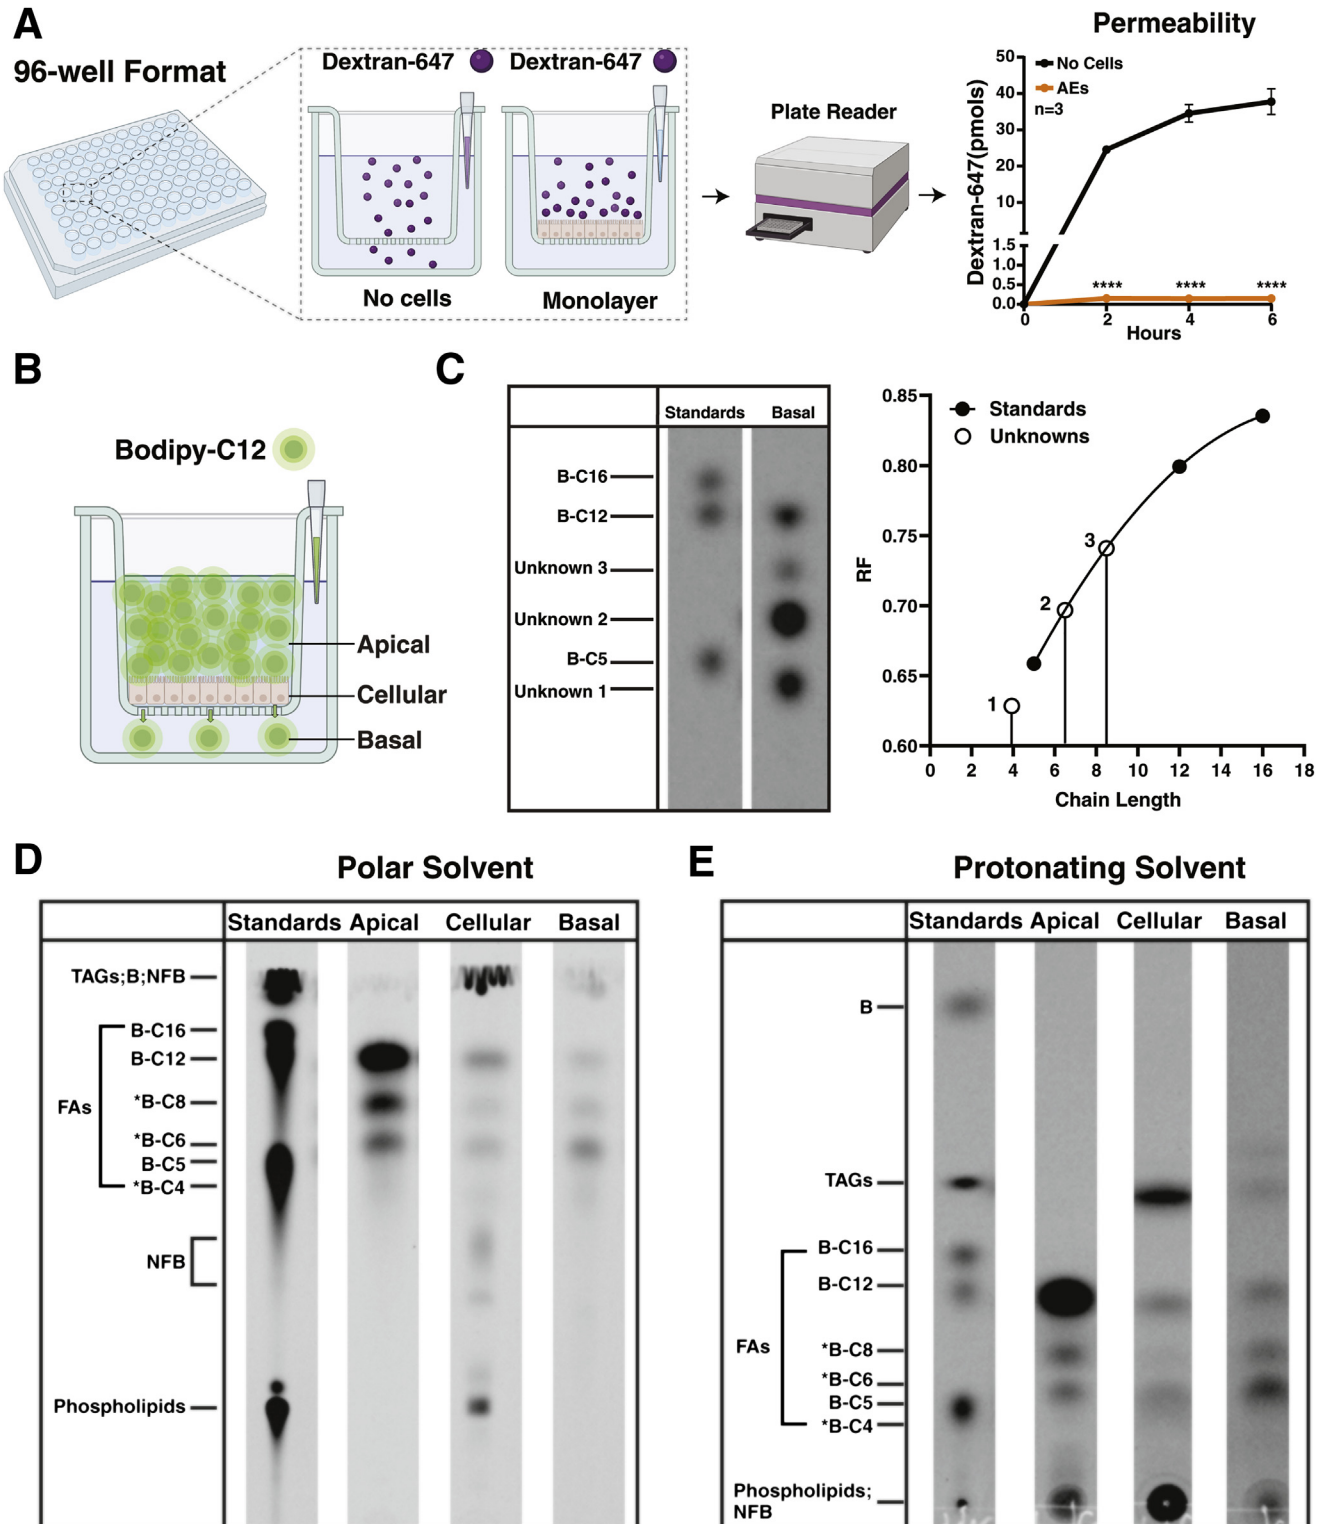 A
96-well Format
Dextran-647
Dextran-647
No cells
Monolayer
Plate Reader
Permeability
Dextran-647(pmols)
50
40
30
20
10
1.5
1.0
0.5
0.0
No Cells
AEs
n=3
**** **** ****
0 2 4 6
Hours
B
Bodipy-C12
Apical
Cellular
Basal
C
Standards Basal
B-C16
B-C12
Unknown 3
Unknown 2
B-C5
Unknown 1
RF
0.85
0.80
0.75
0.70
0.65
0.60
Standards
Unknowns
3
2
1
0 2 4 6 8 10 12 14 16 18
Chain Length
D
Polar Solvent
Standards Apical Cellular Basal
TAGs;B;NFB
B-C16
B-C12
*B-C8
FAs
*B-C6
B-C5
*B-C4
NFB
Phospholipids
E
Protonating Solvent
Standards Apical Cellular Basal
B
TAGs
B-C16
B-C12
FAs
*B-C8
*B-C6
B-C5
*B-C4
Phospholipids;
NFB